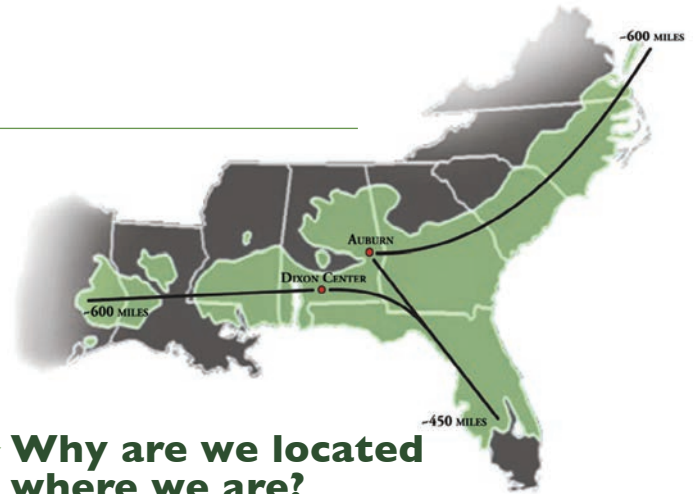 ~600 MILES
AUBURN
DIXON CENTER
~600 MILES
~450 MILES
Why are we located
where we are?